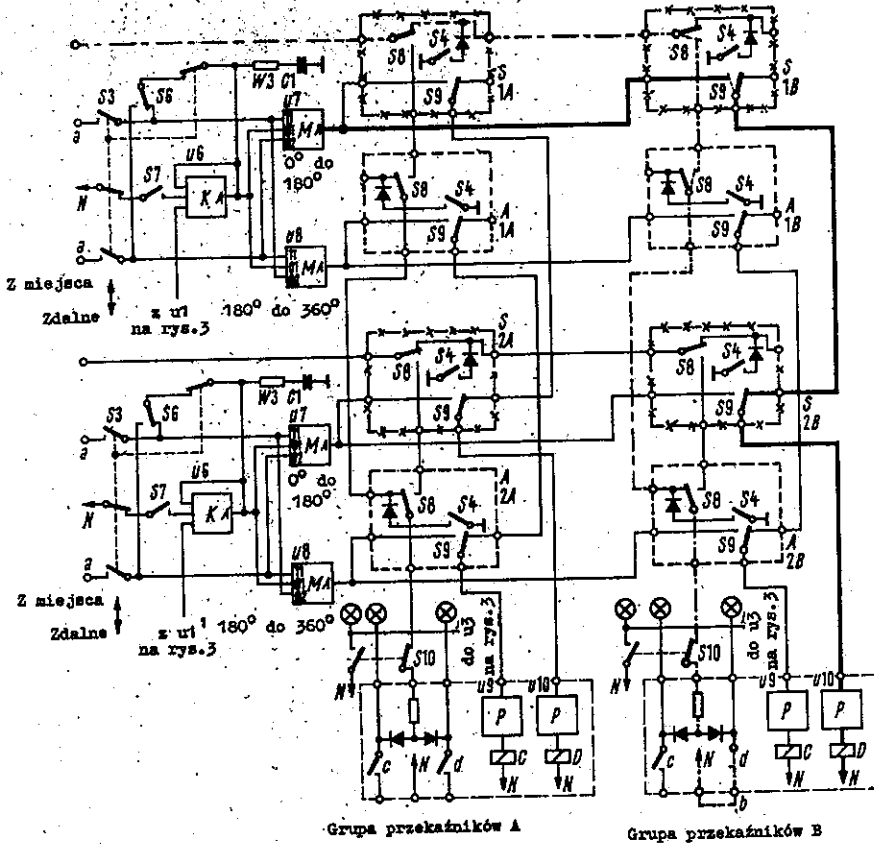 S8
S4
S
1A
S9
S8
S4
S
1B
S9
S3
S6
W3 C1
u7
MA
a
0° do
180°
u6
S7
KA
N
S8
S4
A
1A
S9
S8
S4
A
1B
S9
u8
MA
a
Z miejsca
Zdalne
z u1
na rys.3
180° do 360°
S
2A
S4
S8
S9
S4
S8
S9
S
2B
S3
S6
W3 C1
u7
MA
a
0° do
180°
u6
S7
KA
N
A
2A
S8
S4
S9
S8
S4
S9
A
2B
u8
MA
a
Z miejsca
Zdalne
z u1
na rys.3
180° do 360°
do u3
na rys.3
S10
N
u9
u10
P
P
C
D
c
N
d
N
N
do u3
na rys.3
S10
N
u9
u10
P
P
C
D
c
N
d
N
N
b
Grupa przekaźników A
Grupa przekaźników B